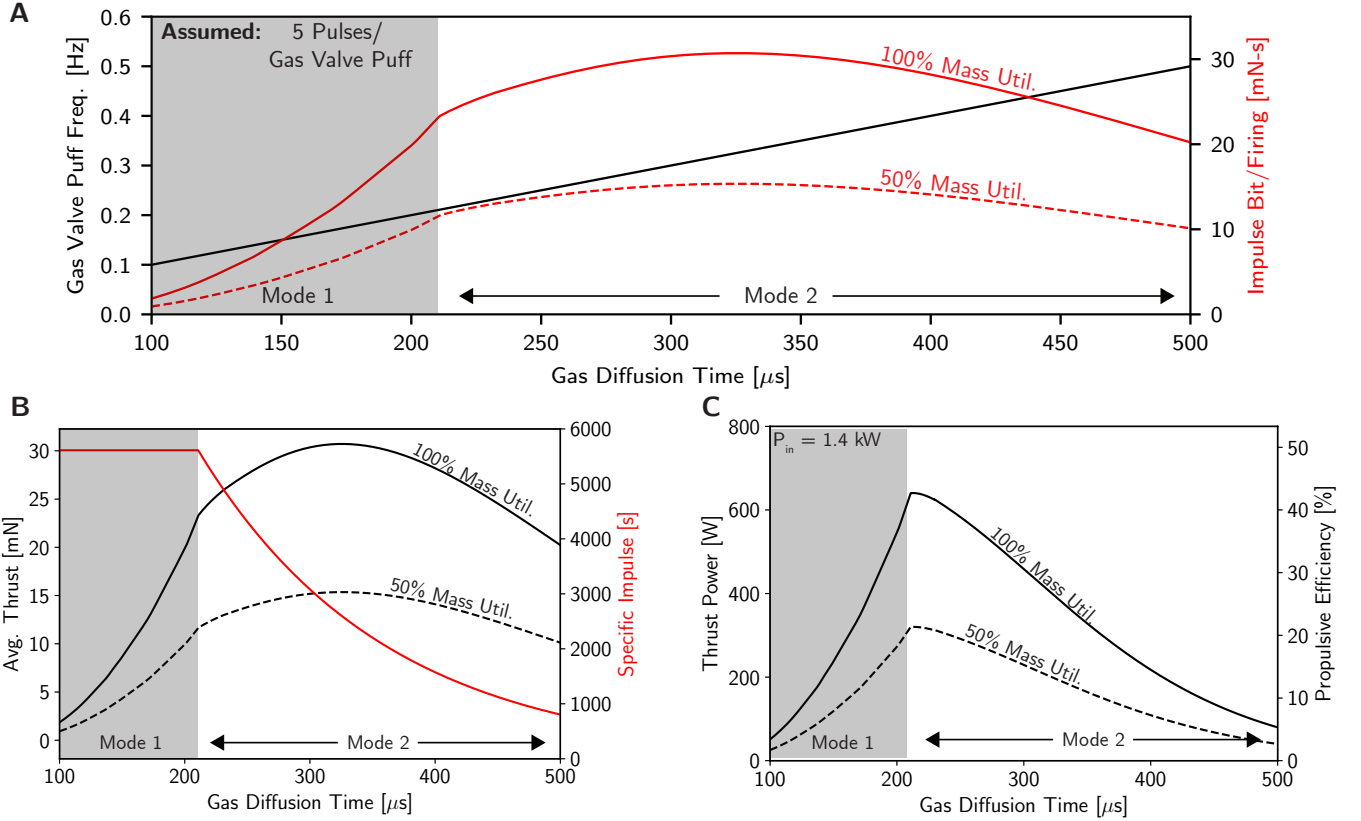 A
Gas Valve Puff Freq. [Hz]
0.6
0.5
0.4
0.3
0.2
0.1
0.0
Assumed: 5 Pulses/
Gas Valve Puff
100% Mass Util.
50% Mass Util.
Mode 1
Mode 2
30
20
10
0
Impulse Bit/Firing [mN-s]
100 150 200 250 300 350 400 450 500
Gas Diffusion Time [μs]
B
Avg. Thrust [mN]
30
25
20
15
10
5
0
100% Mass Util.
50% Mass Util.
Mode 1
Mode 2
6000
5000
4000
3000
2000
1000
0
Specific Impulse [s]
100 200 300 400 500
Gas Diffusion Time [μs]
C
Thrust Power [W]
800
600
400
200
0
P_in = 1.4 kW
100% Mass Util.
50% Mass Util.
Mode 1
Mode 2
50
40
30
20
10
0
Propulsive Efficiency [%]
100 200 300 400 500
Gas Diffusion Time [μs]